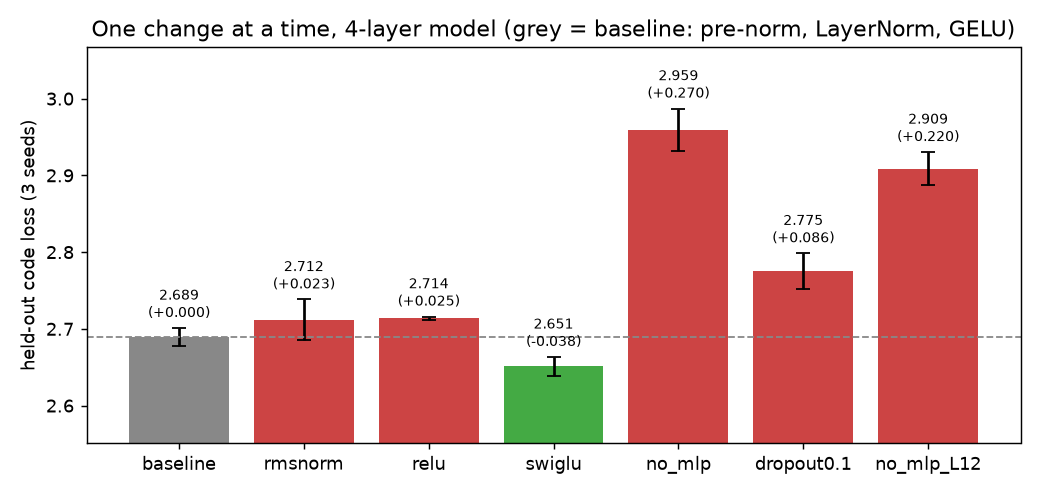 One change at a time, 4-layer model (grey = baseline: pre-norm, LayerNorm, GELU)
held-out code loss (3 seeds)
3.0
2.9
2.8
2.7
2.6
2.689
(+0.000)
2.712
(+0.023)
2.714
(+0.025)
2.651
(-0.038)
2.959
(+0.270)
2.775
(+0.086)
2.909
(+0.220)
baseline
rmsnorm
relu
swiglu
no_mlp
dropout0.1
no_mlp_L12